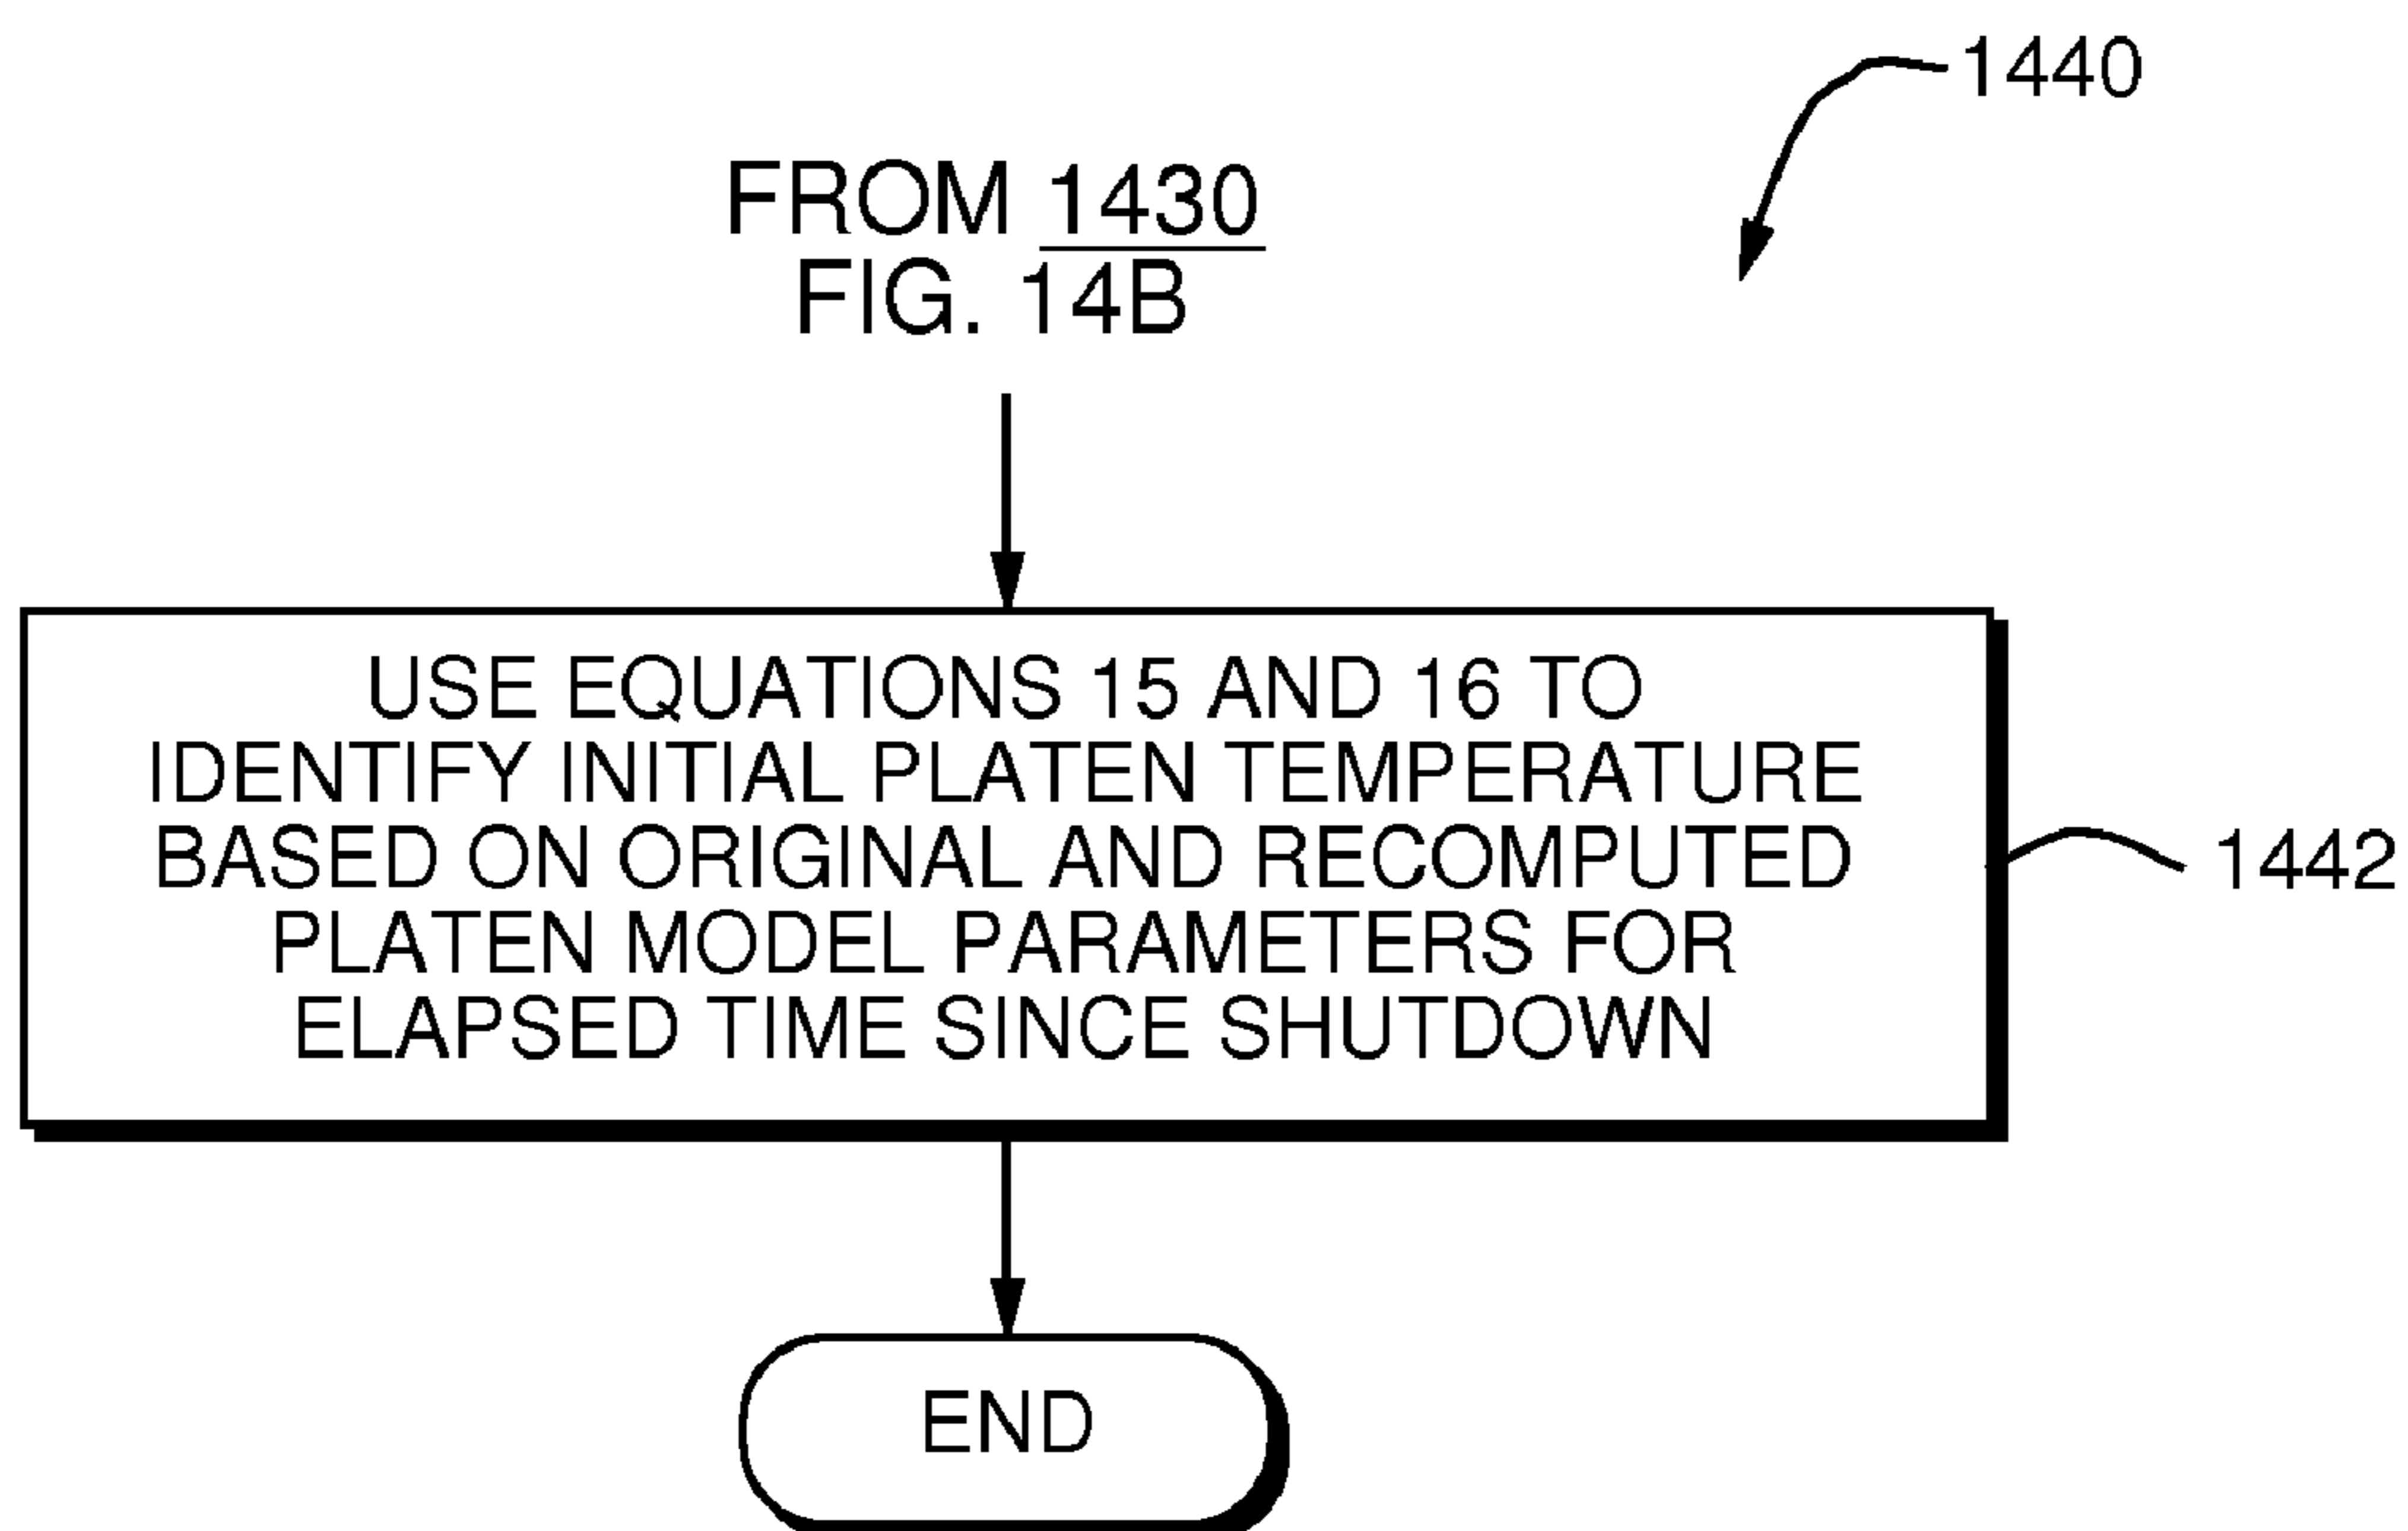 1440
FROM 1430
FIG. 14B
USE EQUATIONS 15 AND 16 TO
IDENTIFY INITIAL PLATEN TEMPERATURE
BASED ON ORIGINAL AND RECOMPUTED
PLATEN MODEL PARAMETERS FOR
ELAPSED TIME SINCE SHUTDOWN
1442
END